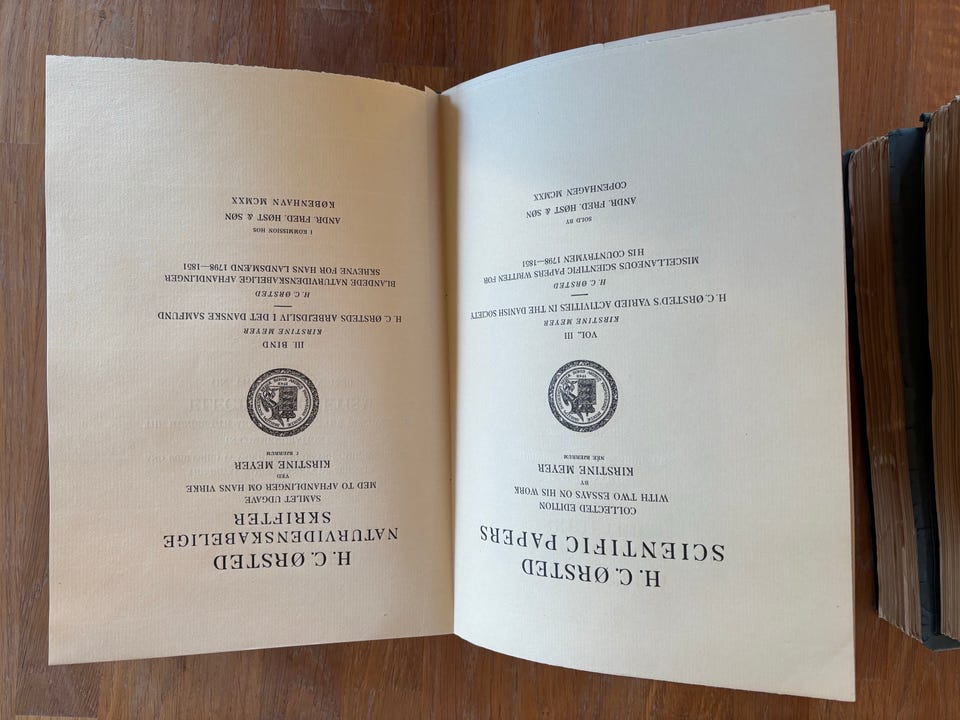 H. C. ØRSTED
SCIENTIFIC PAPERS
COLLECTED EDITION
WITH TWO ESSAYS ON HIS WORK
BY
KIRSTINE MEYER
NÉE BJERRUM
VOL. III
KIRSTINE MEYER
H. C. ØRSTED'S VARIED ACTIVITIES IN THE DANISH SOCIETY
H. C. ØRSTED
MISCELLANEOUS SCIENTIFIC PAPERS WRITTEN FOR
HIS COUNTRYMEN 1798—1851
SOLD BY
ANDR. FRED. HØST & SØN
COPENHAGEN MCMXX
H. C. ØRSTED
NATURVIDENSKABELIGE
SKRIFTER
SAMLET UDGAVE
MED TO AFHANDLINGER OM HANS VIRKE
VED
KIRSTINE MEYER
F. BJERRUM
III. BIND
KIRSTINE MEYER
H. C. ØRSTEDS ARBEJDSLIV I DET DANSKE SAMFUND
H. C. ØRSTED
BLANDEDE NATURVIDENSKABELIGE AFHANDLINGER
SKREVNE FOR HANS LANDSMÆND 1798—1851
I KOMMISSION HOS
ANDR. FRED. HØST & SØN
KØBENHAVN MCMXX